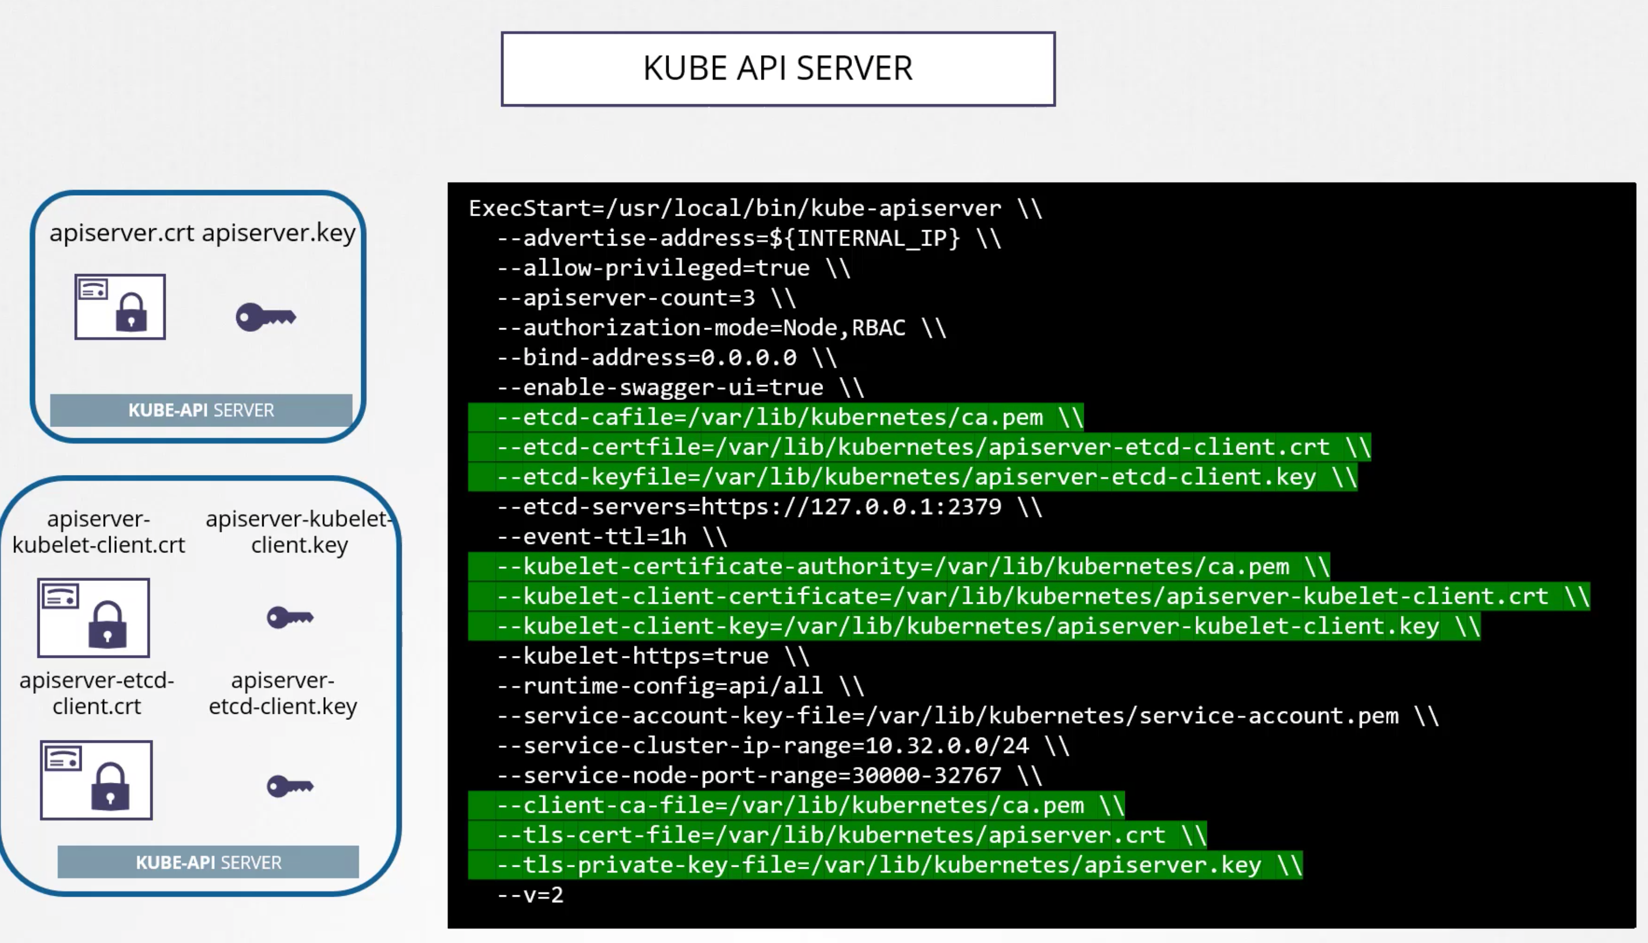 KUBE API SERVER
apiserver.crt apiserver.key
KUBE-API SERVER
apiserver-
kubelet-client.crt
apiserver-kubelet-
client.key
apiserver-etcd-
client.crt
apiserver-
etcd-client.key
KUBE-API SERVER
ExecStart=/usr/local/bin/kube-apiserver \\
--advertise-address=${INTERNAL_IP} \\
--allow-privileged=true \\
--apiserver-count=3 \\
--authorization-mode=Node,RBAC \\
--bind-address=0.0.0.0 \\
--enable-swagger-ui=true \\
--etcd-cafile=/var/lib/kubernetes/ca.pem \\
--etcd-certfile=/var/lib/kubernetes/apiserver-etcd-client.crt \\
--etcd-keyfile=/var/lib/kubernetes/apiserver-etcd-client.key \\
--etcd-servers=https://127.0.0.1:2379 \\
--event-ttl=1h \\
--kubelet-certificate-authority=/var/lib/kubernetes/ca.pem \\
--kubelet-client-certificate=/var/lib/kubernetes/apiserver-kubelet-client.crt \\
--kubelet-client-key=/var/lib/kubernetes/apiserver-kubelet-client.key \\
--kubelet-https=true \\
--runtime-config=api/all \\
--service-account-key-file=/var/lib/kubernetes/service-account.pem \\
--service-cluster-ip-range=10.32.0.0/24 \\
--service-node-port-range=30000-32767 \\
--client-ca-file=/var/lib/kubernetes/ca.pem \\
--tls-cert-file=/var/lib/kubernetes/apiserver.crt \\
--tls-private-key-file=/var/lib/kubernetes/apiserver.key \\
--v=2